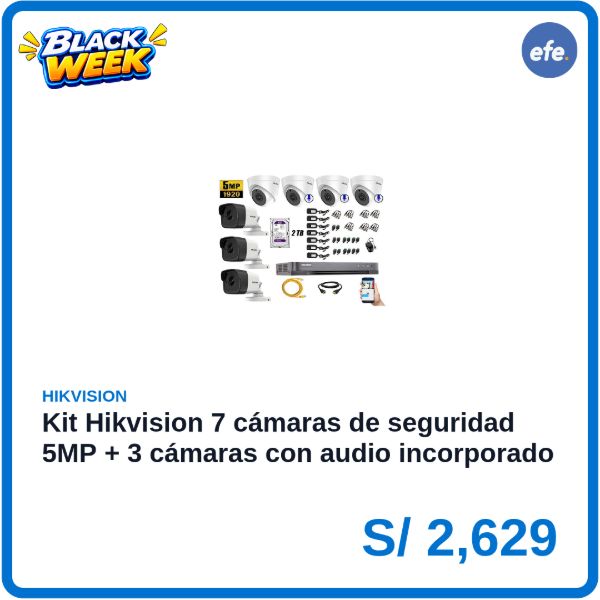 BLACK
WEEK
efe.
5MP
1920
2 TB
HIKVISION
Kit Hikvision 7 cámaras de seguridad
5MP + 3 cámaras con audio incorporado
S/ 2,629